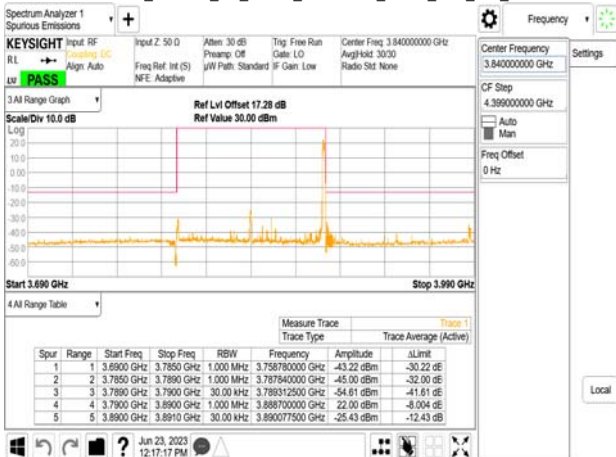 Spectrum Analyzer 1
Spurious Emissions
Frequency
KEYSIGHT Input: RF Input Z: 50 Ω Atten: 30 dB Trig: Free Run Center Freq: 3.840000000 GHz
RL Coupling: DC Preamp: Off Gate: LO Avg|Hold: 30/30
Align: Auto Freq Ref: Int (S) µW Path: Standard IF Gain: Low Radio Std: None
LU PASS NFE: Adaptive
Center Frequency
3.840000000 GHz
Settings
CF Step
4.399000000 GHz
Auto
Man
Freq Offset
0 Hz
Local
3 All Range Graph
Ref Lvl Offset 17.28 dB
Scale/Div 10.0 dB Ref Value 30.00 dBm
Log
20.0
10.0
0.00
-10.0
-20.0
-30.0
-40.0
-50.0
-60.0
Start 3.690 GHz Stop 3.990 GHz
4 All Range Table
Measure Trace Trace 1
Trace Type Trace Average (Active)
Spur Range Start Freq Stop Freq RBW Frequency Amplitude ΔLimit
1 1 3.6900 GHz 3.7850 GHz 1.000 MHz 3.758780000 GHz -43.22 dBm -30.22 dB
2 2 3.7850 GHz 3.7890 GHz 1.000 MHz 3.787840000 GHz -45.00 dBm -32.00 dB
3 3 3.7890 GHz 3.7900 GHz 30.00 kHz 3.789312500 GHz -54.61 dBm -41.61 dB
4 4 3.7900 GHz 3.8900 GHz 1.000 MHz 3.888700000 GHz 22.00 dBm -8.004 dB
5 5 3.8900 GHz 3.8910 GHz 30.00 kHz 3.890077500 GHz -25.43 dBm -12.43 dB
Jun 23, 2023
12:17:17 PM